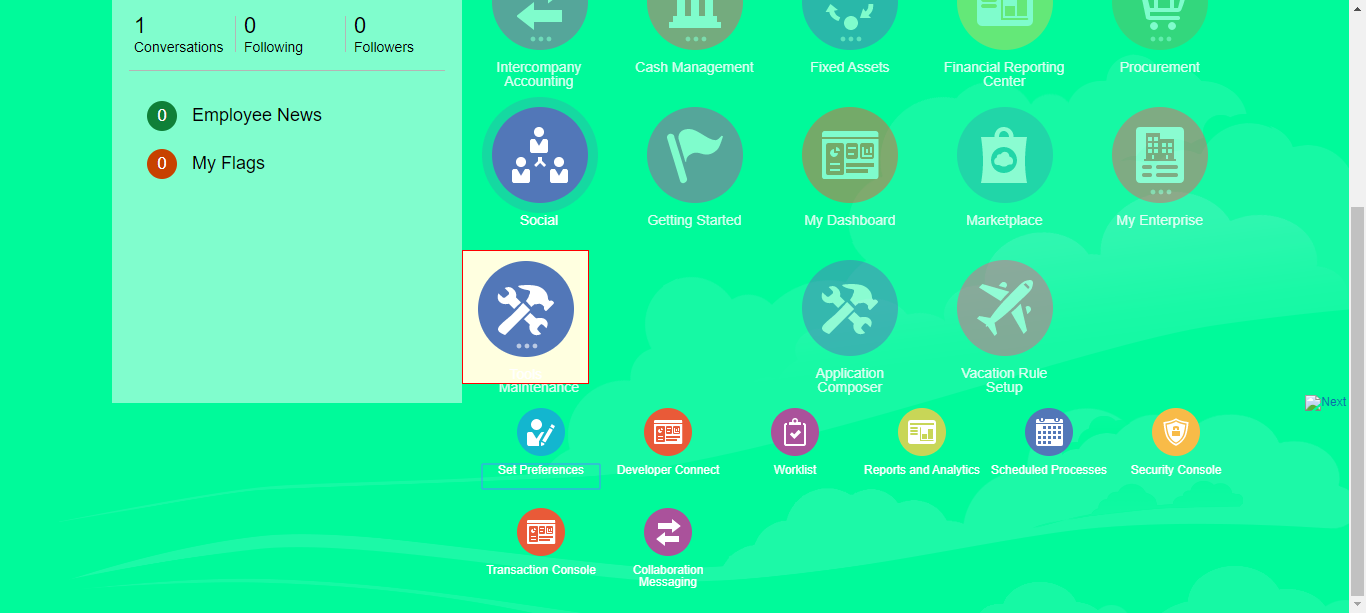 1
Conversations
0
Following
0
Followers
0 Employee News
0 My Flags
Intercompany
Accounting
Cash Management
Fixed Assets
Financial Reporting
Center
Procurement
Social
Getting Started
My Dashboard
Marketplace
My Enterprise
Maintenance
Application
Composer
Vacation Rule
Setup
Next
Set Preferences
Developer Connect
Worklist
Reports and Analytics
Scheduled Processes
Security Console
Transaction Console
Collaboration
Messaging